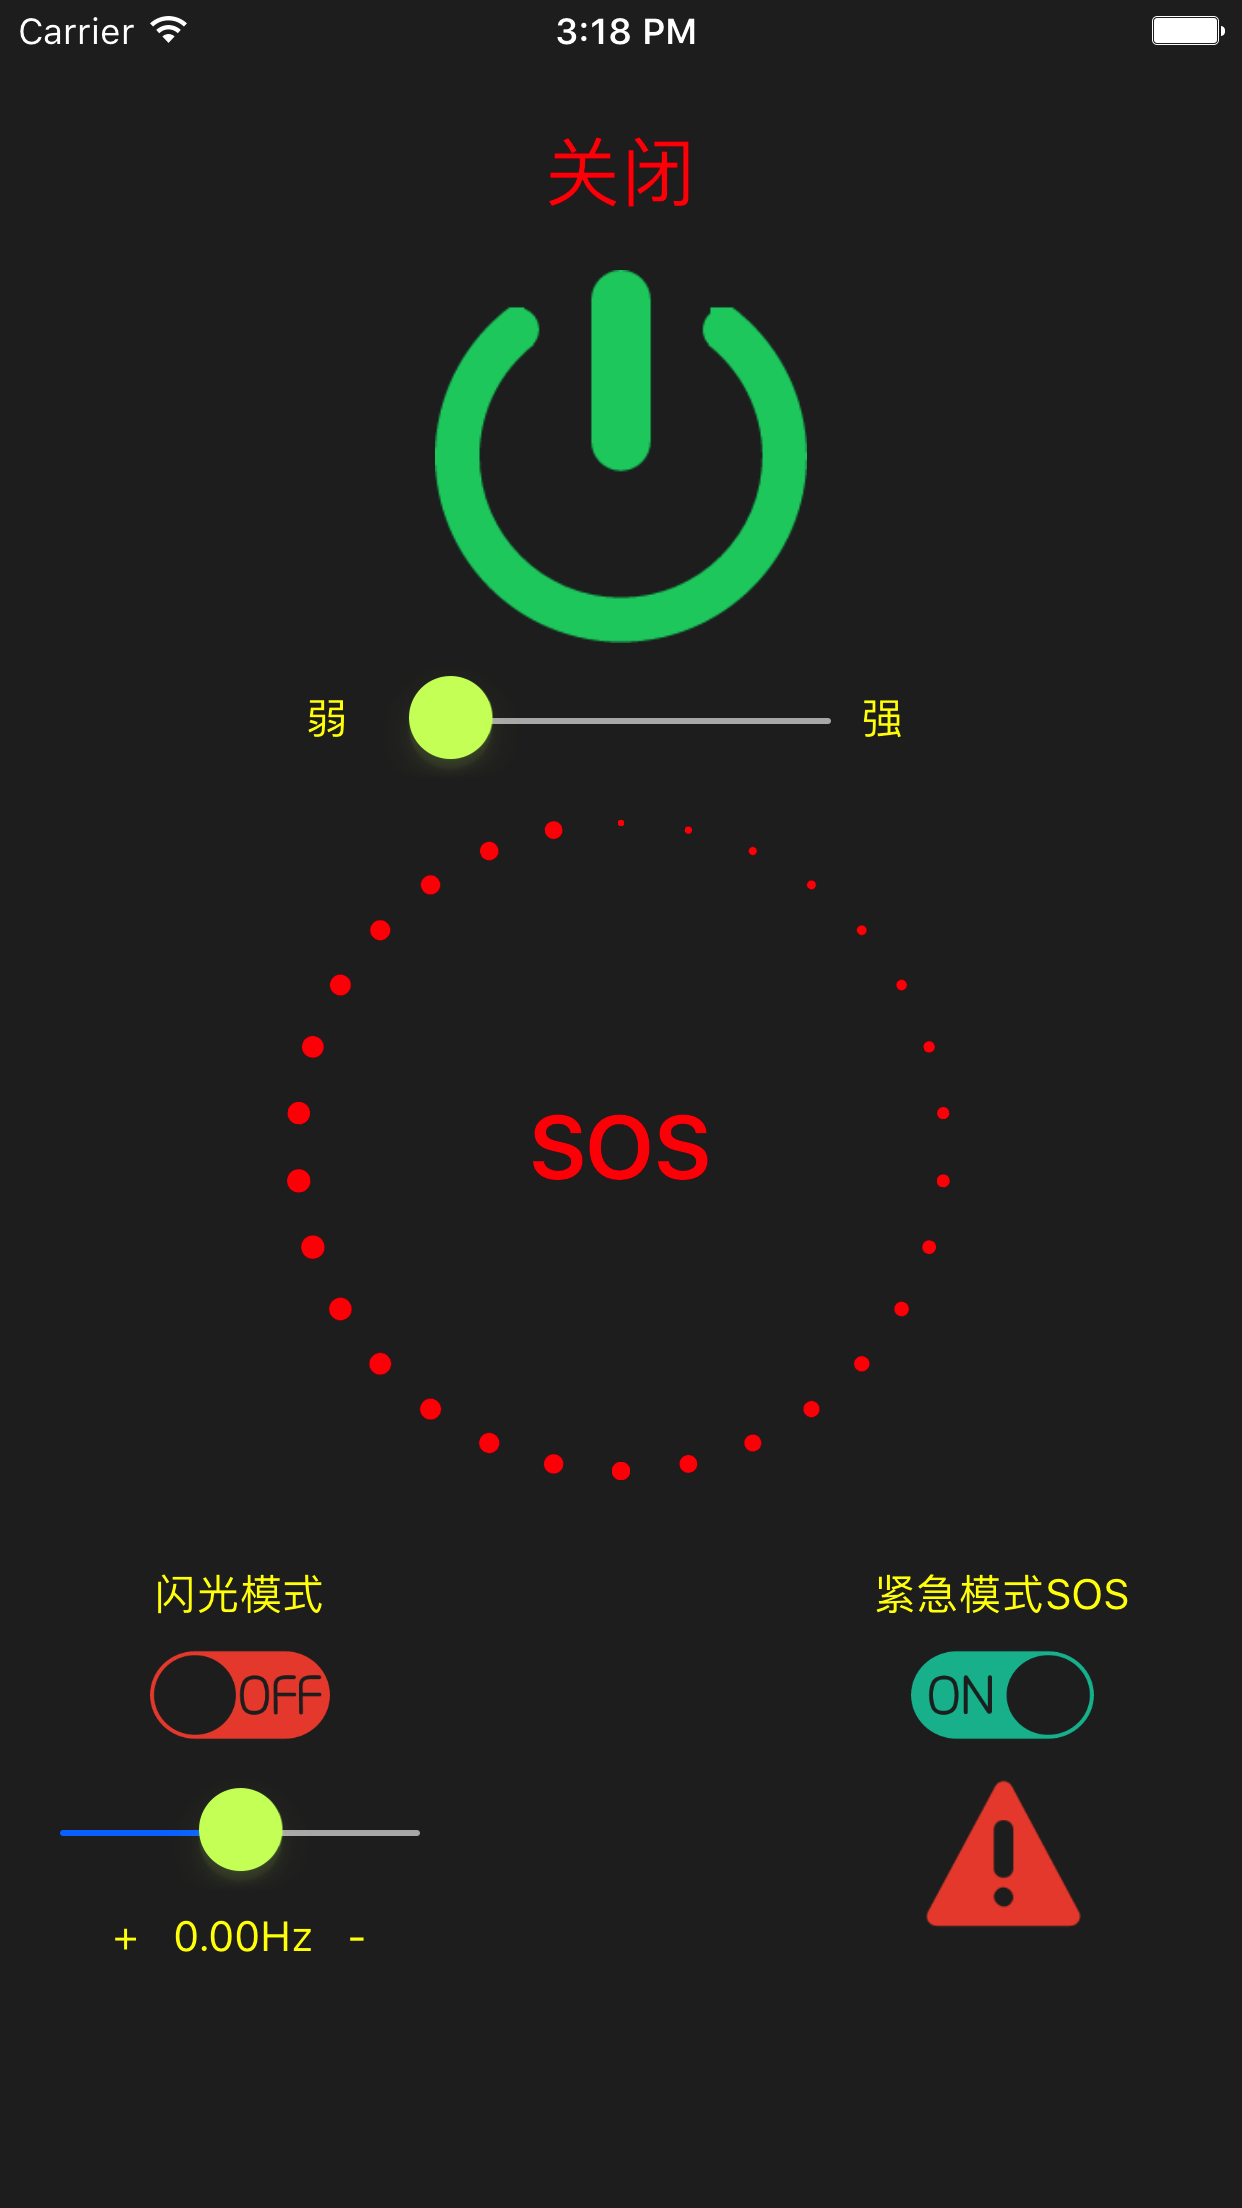 Carrier 3:18 PM
关闭
弱 强
SOS
闪光模式 紧急模式SOS
OFF ON
+ 0.00Hz -